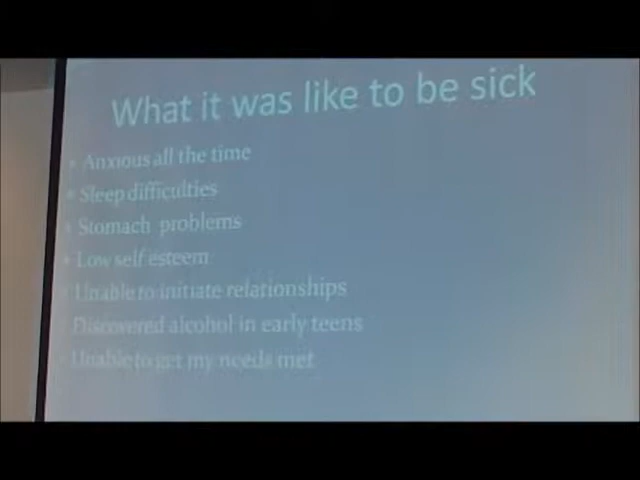 What it was like to be sick
• Anxious all the time
• Sleep difficulties
• Stomach problems
• Low self esteem
• Unable to initiate relationships
• Discovered alcohol in early teens
• Unable to get my needs met